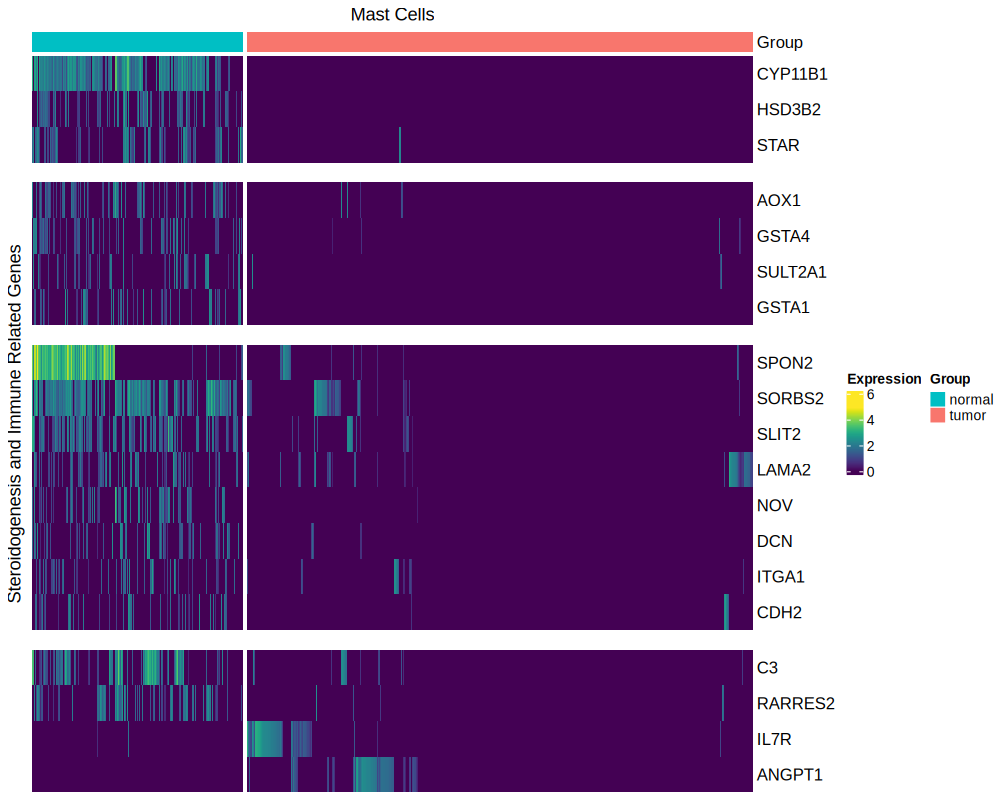 Mast Cells
Group
CYP11B1
HSD3B2
STAR
AOX1
GSTA4
SULT2A1
GSTA1
SPON2
SORBS2
SLIT2
LAMA2
NOV
DCN
ITGA1
CDH2
C3
RARRES2
IL7R
ANGPT1
Steroidogenesis and Immune Related Genes
Expression
6
4
2
0
Group
normal
tumor